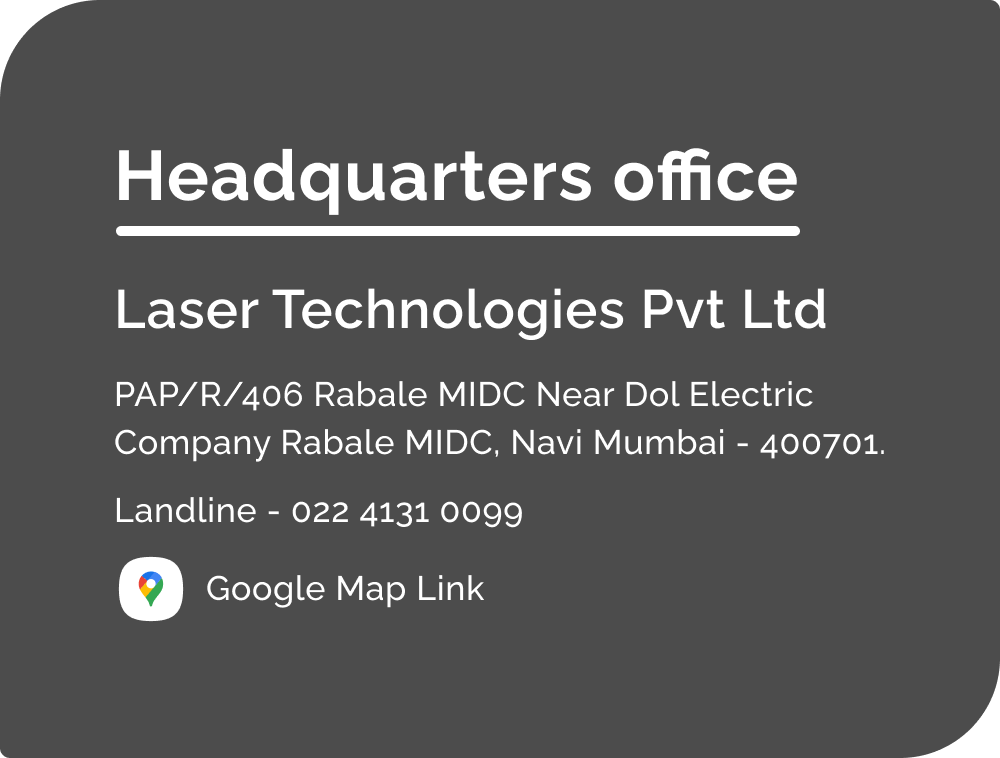 Headquarters office
Laser Technologies Pvt Ltd
PAP/R/406 Rabale MIDC Near Dol Electric
Company Rabale MIDC, Navi Mumbai - 400701.
Landline - 022 4131 0099
Google Map Link